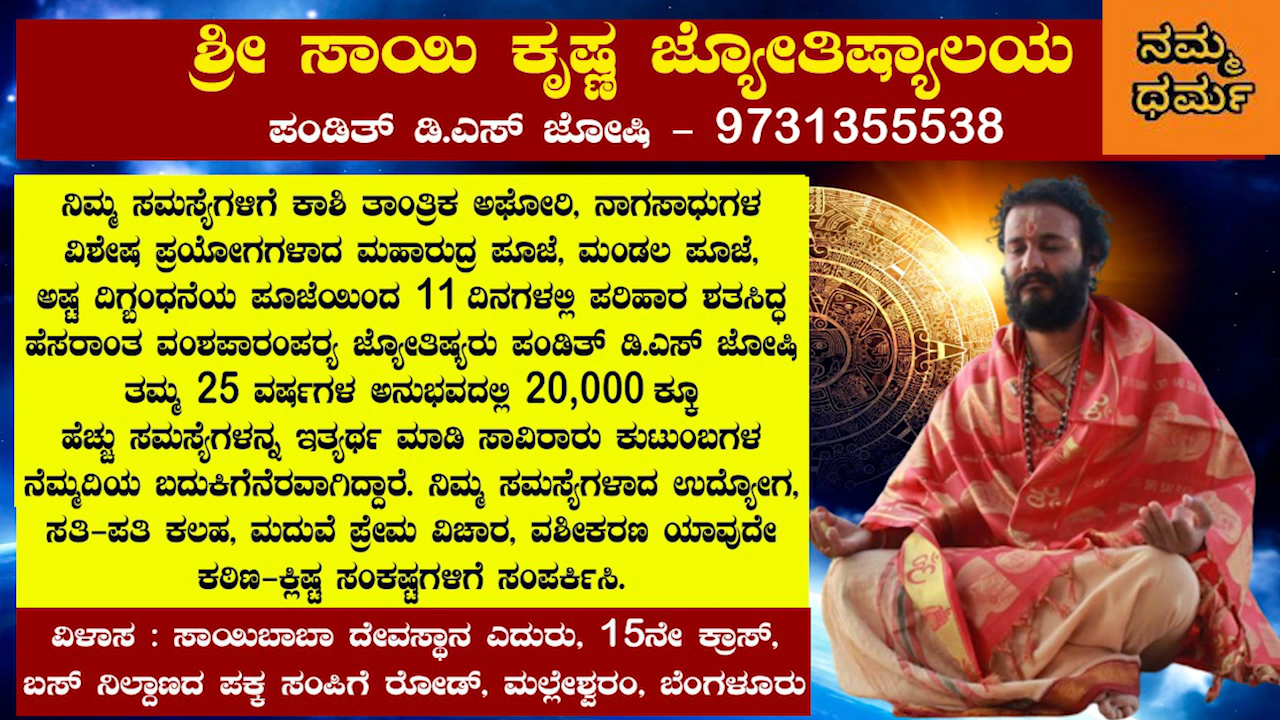 ಶ್ರೀ ಸಾಯಿ ಕೃಷ್ಣ ಜ್ಯೋತಿಷ್ಯಾಲಯ
ಪಂಡಿತ್ ಡಿ.ಎಸ್ ಜೋಷಿ – 9731355538
ನಮ್ಮ
ಧರ್ಮ
ನಿಮ್ಮ ಸಮಸ್ಯೆಗಳಿಗೆ ಕಾಶಿ ತಾಂತ್ರಿಕ ಅಘೋರಿ, ನಾಗಸಾಧುಗಳ
ವಿಶೇಷ ಪ್ರಯೋಗಗಳಾದ ಮಹಾರುದ್ರ ಪೂಜೆ, ಮಂಡಲ ಪೂಜೆ,
ಅಷ್ಟ ದಿಗ್ಬಂಧನೆಯ ಪೂಜೆಯಿಂದ 11 ದಿನಗಳಲ್ಲಿ ಪರಿಹಾರ ಶತಸಿದ್ಧ
ಹೆಸರಾಂತ ವಂಶಪಾರಂಪರ‍್ಯ ಜ್ಯೋತಿಷ್ಯರು ಪಂಡಿತ್ ಡಿ.ಎಸ್ ಜೋಷಿ
ತಮ್ಮ 25 ವರ್ಷಗಳ ಅನುಭವದಲ್ಲಿ 20,000 ಕ್ಕೂ
ಹೆಚ್ಚು ಸಮಸ್ಯೆಗಳನ್ನ ಇತ್ಯರ್ಥ ಮಾಡಿ ಸಾವಿರಾರು ಕುಟುಂಬಗಳ
ನೆಮ್ಮದಿಯ ಬದುಕಿಗೆನೆರವಾಗಿದ್ದಾರೆ. ನಿಮ್ಮ ಸಮಸ್ಯೆಗಳಾದ ಉದ್ಯೋಗ,
ಸತಿ-ಪತಿ ಕಲಹ, ಮದುವೆ ಪ್ರೇಮ ವಿಚಾರ, ವಶೀಕರಣ ಯಾವುದೇ
ಕಠಿಣ-ಕ್ಲಿಷ್ಟ ಸಂಕಷ್ಟಗಳಿಗೆ ಸಂಪರ್ಕಿಸಿ.
ವಿಳಾಸ : ಸಾಯಿಬಾಬಾ ದೇವಸ್ಥಾನ ಎದುರು, 15ನೇ ಕ್ರಾಸ್,
ಬಸ್ ನಿಲ್ದಾಣದ ಪಕ್ಕ ಸಂಪಿಗೆ ರೋಡ್, ಮಲ್ಲೇಶ್ವರಂ, ಬೆಂಗಳೂರು